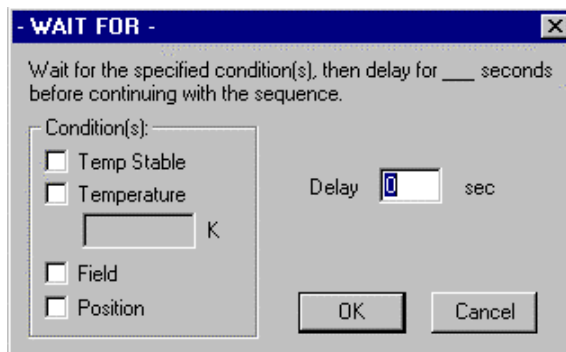 - WAIT FOR -
Wait for the specified condition(s), then delay for ___ seconds
before continuing with the sequence.
Condition(s):
Temp Stable
Temperature
K
Field
Position
Delay 0 sec
OK Cancel